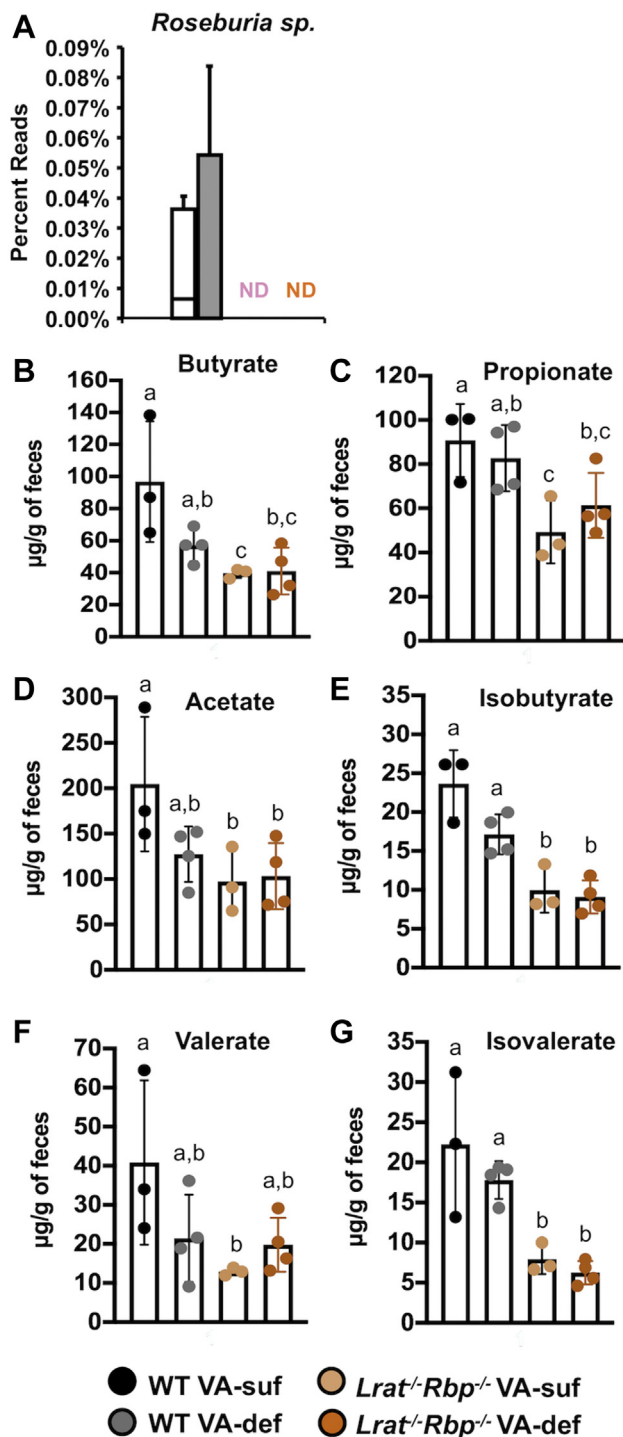 A
Roseburia sp.
Percent Reads
0.09%
0.08%
0.07%
0.06%
0.05%
0.04%
0.03%
0.02%
0.01%
0.00%
ND ND
B
Butyrate
µg/g of feces
160
140
120
100
80
60
40
20
0
a
a,b
c
b,c
C
Propionate
µg/g of feces
120
100
80
60
40
20
0
a
a,b
c
b,c
D
Acetate
µg/g of feces
300
250
200
150
100
50
0
a
a,b
b
b
E
Isobutyrate
µg/g of feces
35
30
25
20
15
10
5
0
a
a
b
b
F
Valerate
µg/g of feces
70
60
50
40
30
20
10
0
a
a,b
b
a,b
G
Isovalerate
µg/g of feces
35
30
25
20
15
10
5
0
a
a
b
b
WT VA-suf
Lrat-/-Rbp-/- VA-suf
WT VA-def
Lrat-/-Rbp-/- VA-def